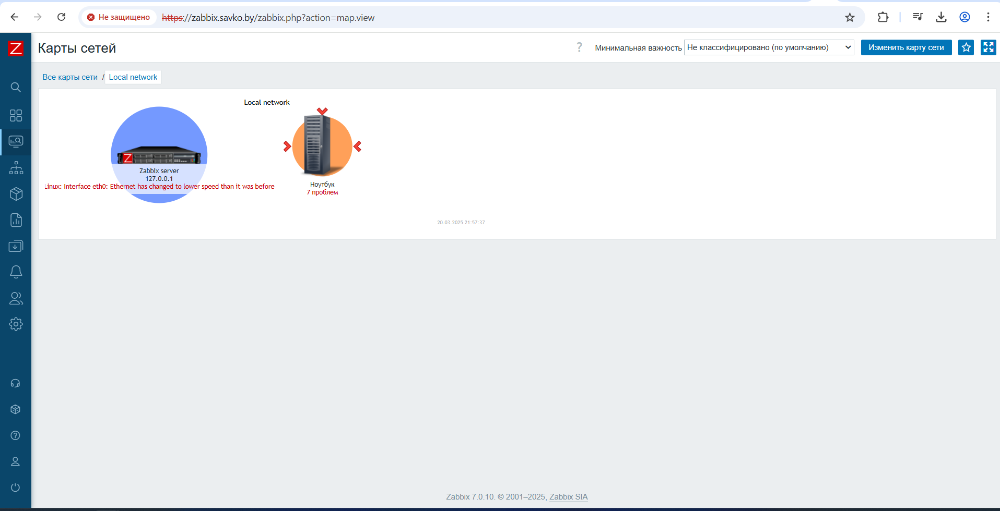 Не защищено https://zabbix.savko.by/zabbix.php?action=map.view
Z
Карты сетей
? Минимальная важность Не классифицировано (по умолчанию) Изменить карту сети
Все карты сети / Local network
Local network
Z
Zabbix server
127.0.0.1
Linux: Interface eth0: Ethernet has changed to lower speed than it was before
Ноутбук
7 проблем
20.03.2025 21:57:37
Zabbix 7.0.10. © 2001–2025, Zabbix SIA